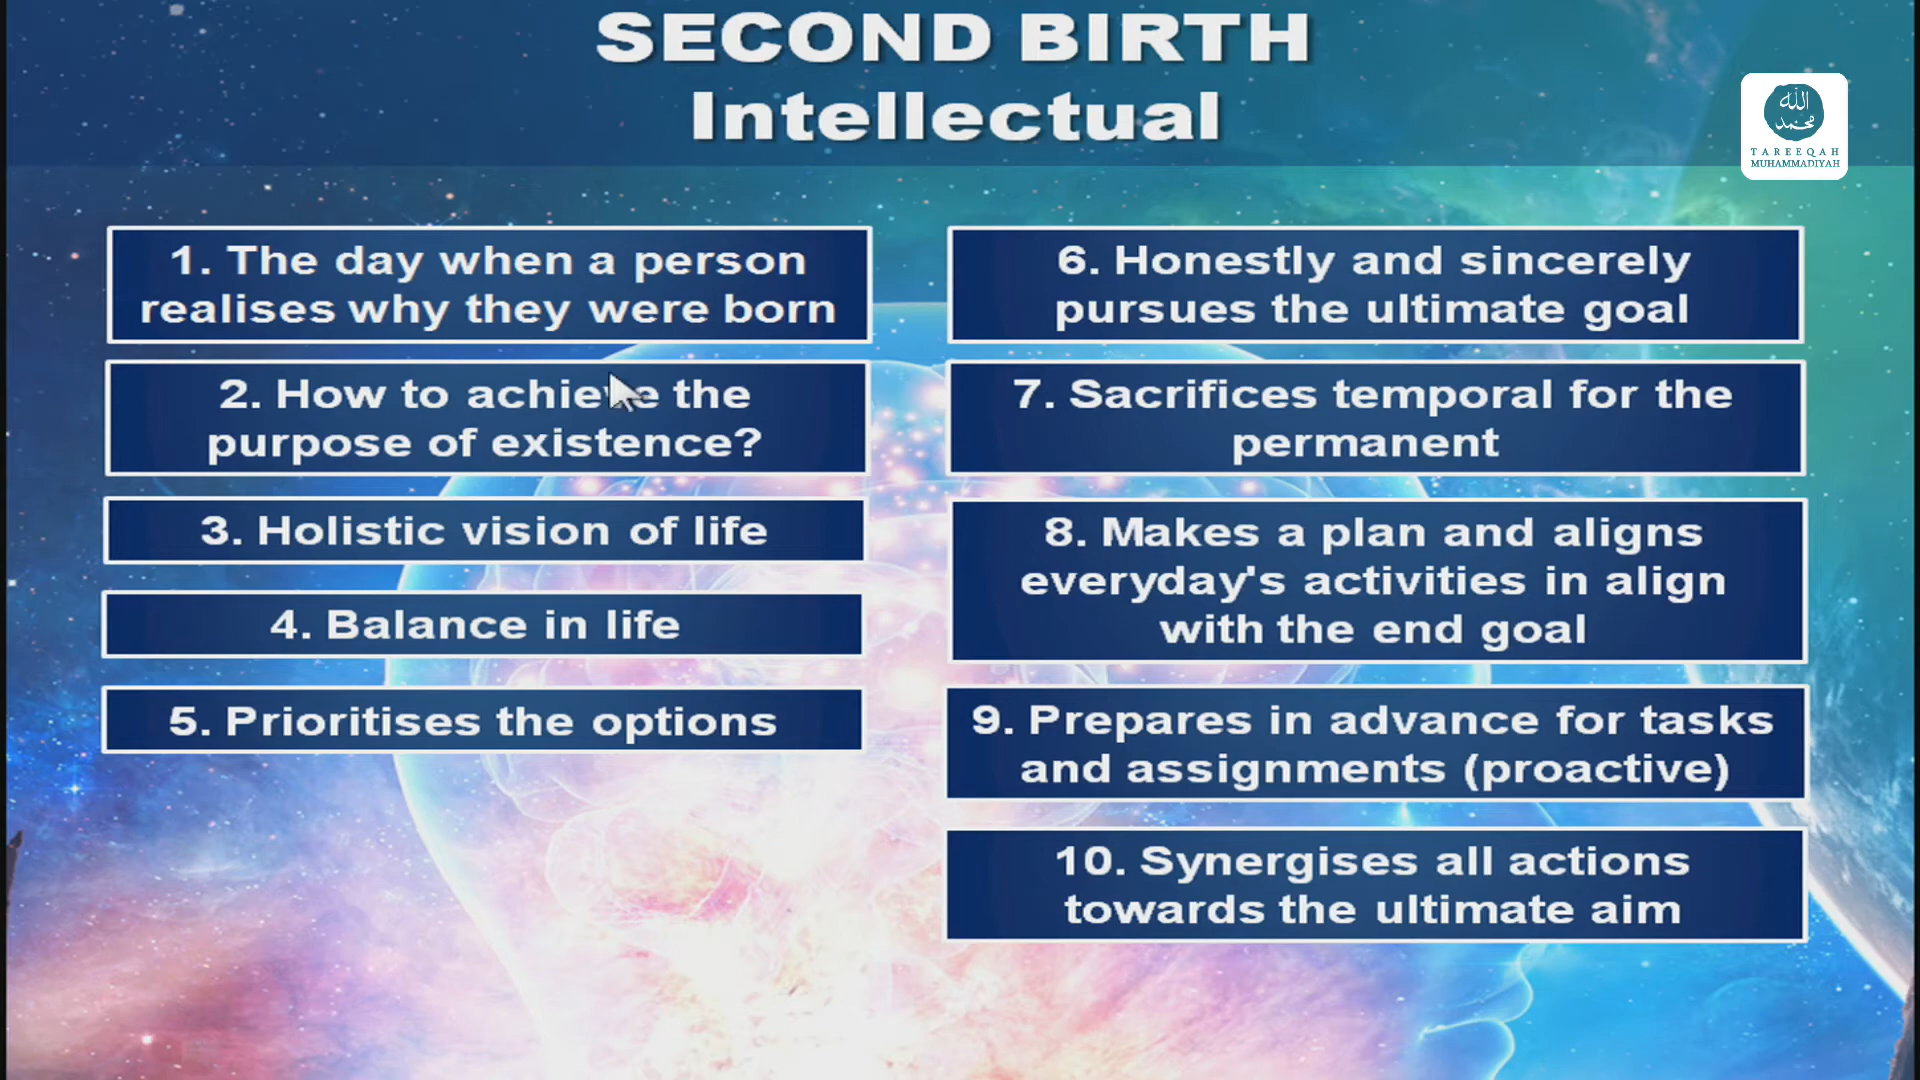 SECOND BIRTH
Intellectual
الله
محمد
TAREEQAH
MUHAMMADIYAH
1. The day when a person
realises why they were born
2. How to achieve the
purpose of existence?
3. Holistic vision of life
4. Balance in life
5. Prioritises the options
6. Honestly and sincerely
pursues the ultimate goal
7. Sacrifices temporal for the
permanent
8. Makes a plan and aligns
everyday's activities in align
with the end goal
9. Prepares in advance for tasks
and assignments (proactive)
10. Synergises all actions
towards the ultimate aim